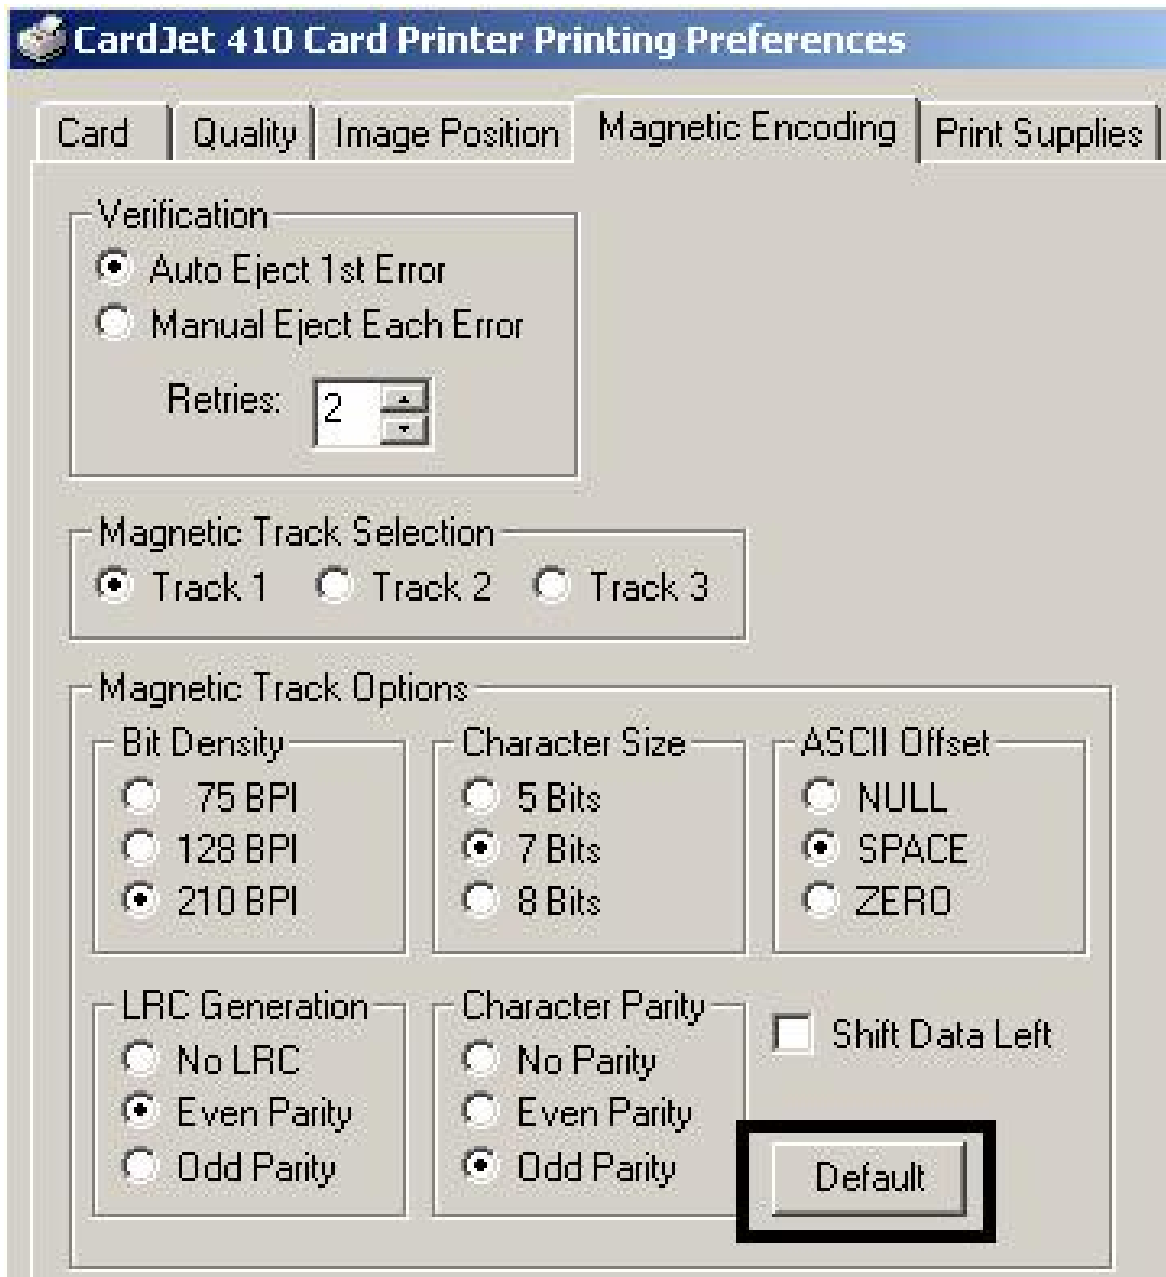 CardJet 410 Card Printer Printing Preferences
Card Quality Image Position Magnetic Encoding Print Supplies
Verification
Auto Eject 1st Error
Manual Eject Each Error
Retries: 2
Magnetic Track Selection
Track 1 Track 2 Track 3
Magnetic Track Options
Bit Density Character Size ASCII Offset
75 BPI 5 Bits NULL
128 BPI 7 Bits SPACE
210 BPI 8 Bits ZERO
LRC Generation Character Parity
No LRC No Parity Shift Data Left
Even Parity Even Parity
Odd Parity Odd Parity Default